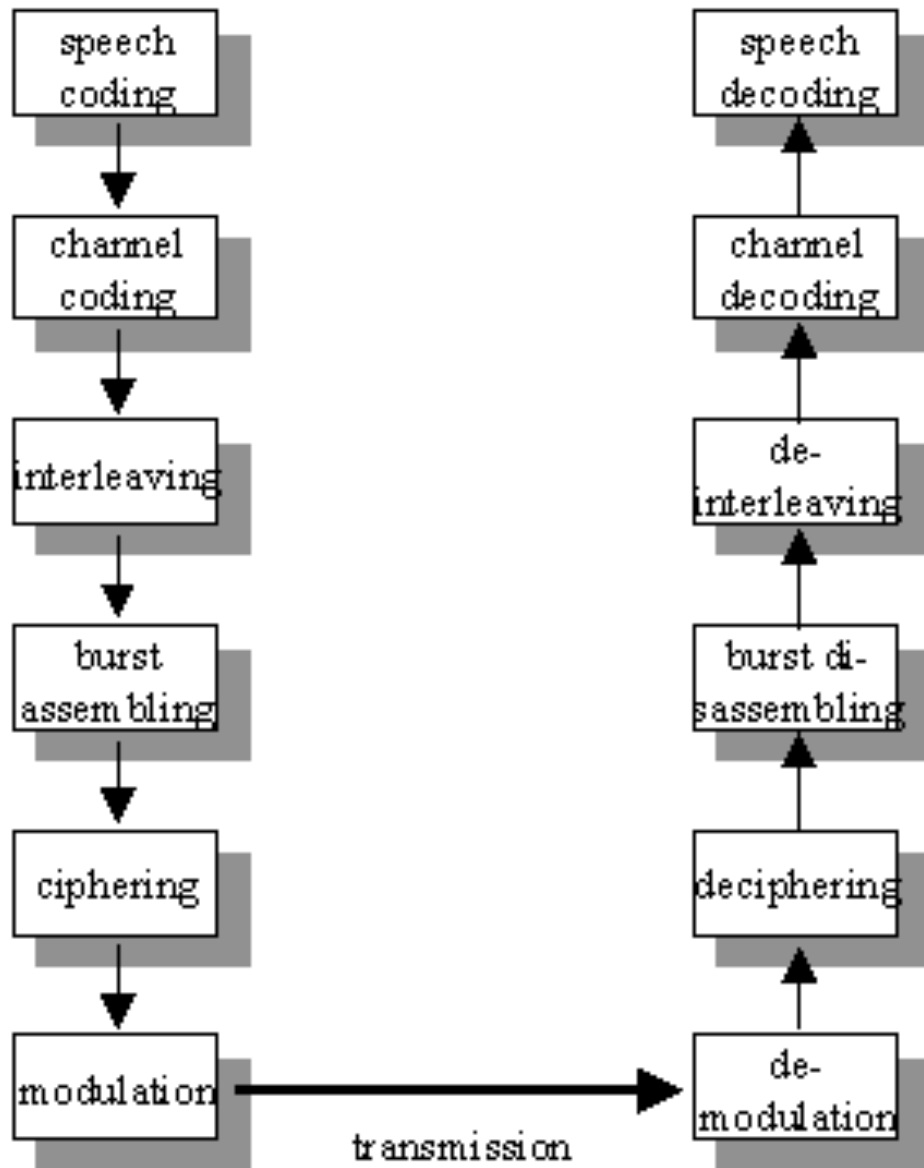 speech
coding
channel
coding
interleaving
burst
assembling
ciphering
modulation
transmission
speech
decoding
channel
decoding
de-
interleaving
burst di-
sassembling
deciphering
de-
modulation